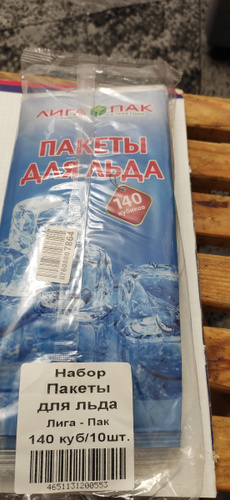 ЛИГА ПАК
ПАКЕТЫ
ДЛЯ ЛЬДА
140
кубиков
Набор
Пакеты
для льда
Лига - Пак
140 куб/10шт.
4651131200553